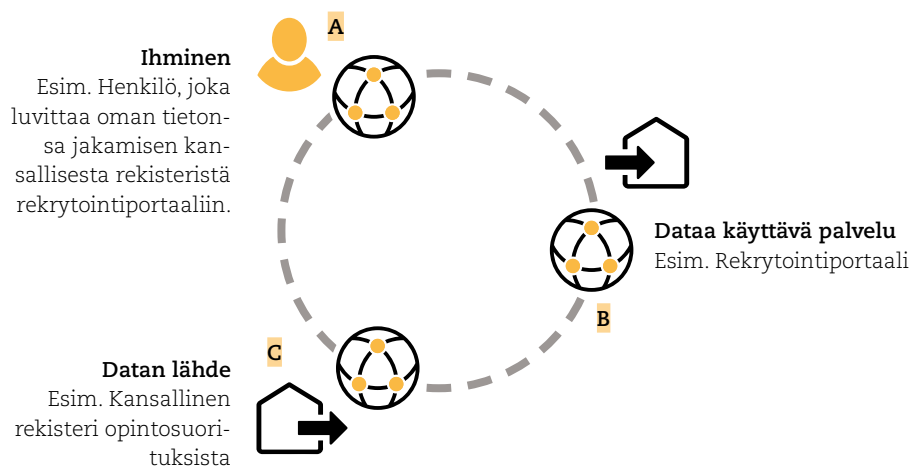 A
Ihminen
Esim. Henkilö, joka
luvittaa oman tieton-
sa jakamisen kan-
sallisesta rekisteristä
rekrytointiportaaliin.
Dataa käyttävä palvelu
Esim. Rekrytointiportaali
B
C
Datan lähde
Esim. Kansallinen
rekisteri opintosuori-
tuksista